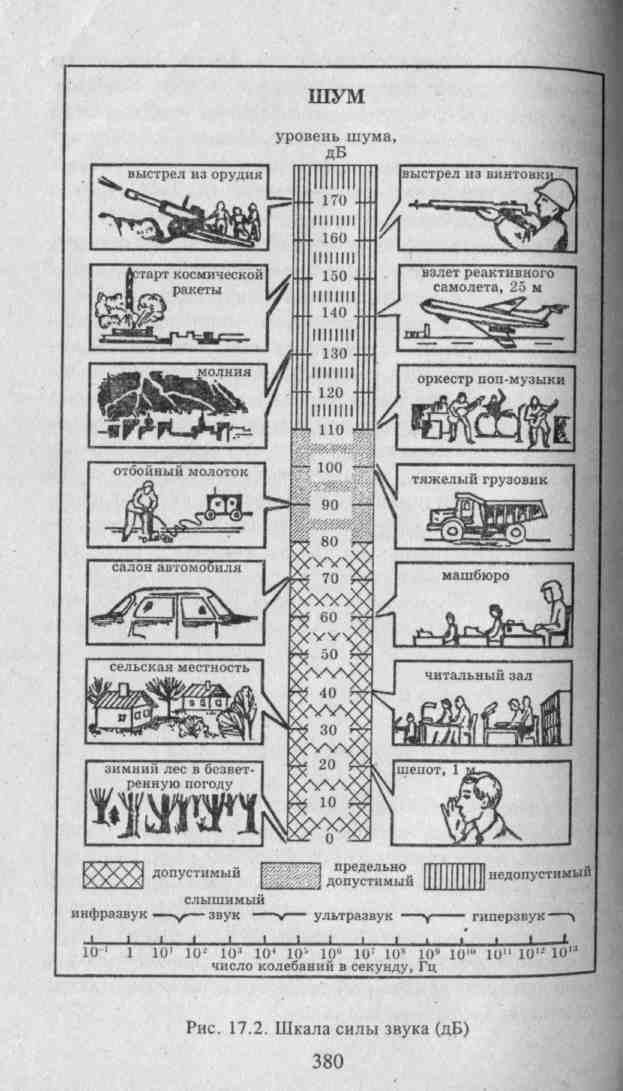 ШУМ
уровень шума,
дБ
выстрел из орудия
выстрел из винтовки
170
160
старт космической
ракеты
взлет реактивного
самолета, 25 м
150
140
130
молния
оркестр поп-музыки
120
110
отбойный молоток
тяжелый грузовик
100
90
80
салон автомобиля
машбюро
70
60
50
сельская местность
читальный зал
40
30
зимний лес в безвет-
ренную погоду
шепот, 1 м
20
10
0
допустимый
предельно
допустимый
недопустимый
слышимый
инфразвук звук ультразвук гиперзвук
10⁻¹ 1 10¹ 10² 10³ 10⁴ 10⁵ 10⁶ 10⁷ 10⁸ 10⁹ 10¹⁰ 10¹¹ 10¹² 10¹³
число колебаний в секунду, Гц
Рис. 17.2. Шкала силы звука (дБ)
380